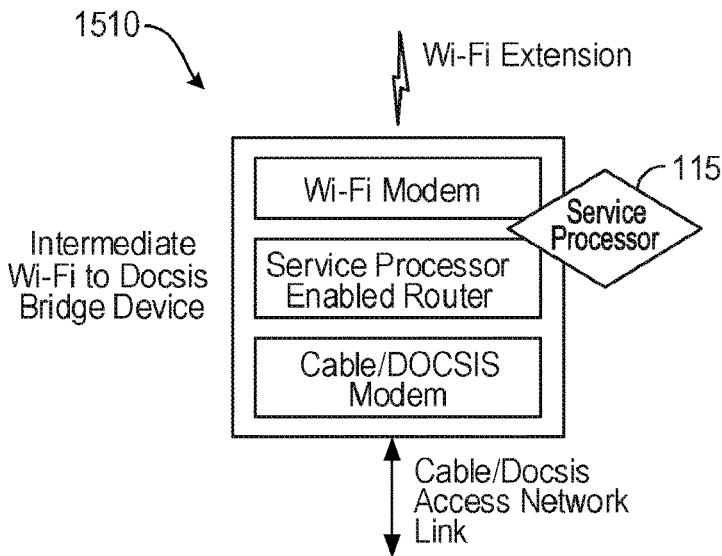 1510
Wi-Fi Extension
Wi-Fi Modem
115
Service
Processor
Intermediate
Wi-Fi to Docsis
Bridge Device
Service Processor
Enabled Router
Cable/DOCSIS
Modem
Cable/Docsis
Access Network
Link